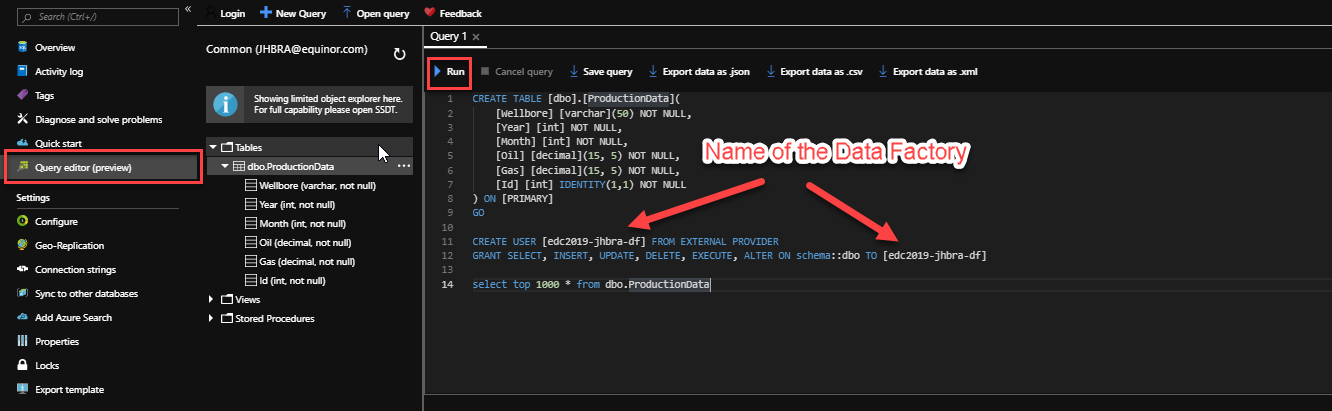 Search (Ctrl+/)
«
Overview
Activity log
Tags
Diagnose and solve problems
Quick start
Query editor (preview)
Settings
Configure
Geo-Replication
Connection strings
Sync to other databases
Add Azure Search
Properties
Locks
Export template
Login
New Query
Open query
Feedback
Common (JHBRA@equinor.com)
Showing limited object explorer here.
For full capability please open SSDT.
Tables
dbo.ProductionData
...
Wellbore (varchar, not null)
Year (int, not null)
Month (int, not null)
Oil (decimal, not null)
Gas (decimal, not null)
Id (int, not null)
Views
Stored Procedures
Query 1 ×
Run
Cancel query
Save query
Export data as .json
Export data as .csv
Export data as .xml
1 CREATE TABLE [dbo].[ProductionData](
2 [Wellbore] [varchar](50) NOT NULL,
3 [Year] [int] NOT NULL,
4 [Month] [int] NOT NULL,
5 [Oil] [decimal](15, 5) NOT NULL,
6 [Gas] [decimal](15, 5) NOT NULL,
7 [Id] [int] IDENTITY(1,1) NOT NULL
8 ) ON [PRIMARY]
9 GO
10
11 CREATE USER [edc2019-jhbra-df] FROM EXTERNAL PROVIDER
12 GRANT SELECT, INSERT, UPDATE, DELETE, EXECUTE, ALTER ON schema::dbo TO [edc2019-jhbra-df]
13
14 select top 1000 * from dbo.ProductionData
Name of the Data Factory